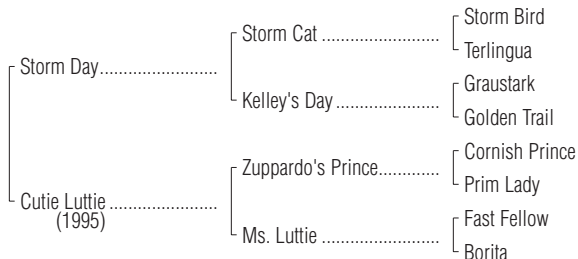 Storm Bird
Storm Cat ........................
Terlingua
Storm Day........................
Graustark
Kelley's Day .....................
Golden Trail
Cornish Prince
Zuppardo's Prince............
Prim Lady
Cutie Luttie ......................
(1995)
Fast Fellow
Ms. Luttie ........................
Borita